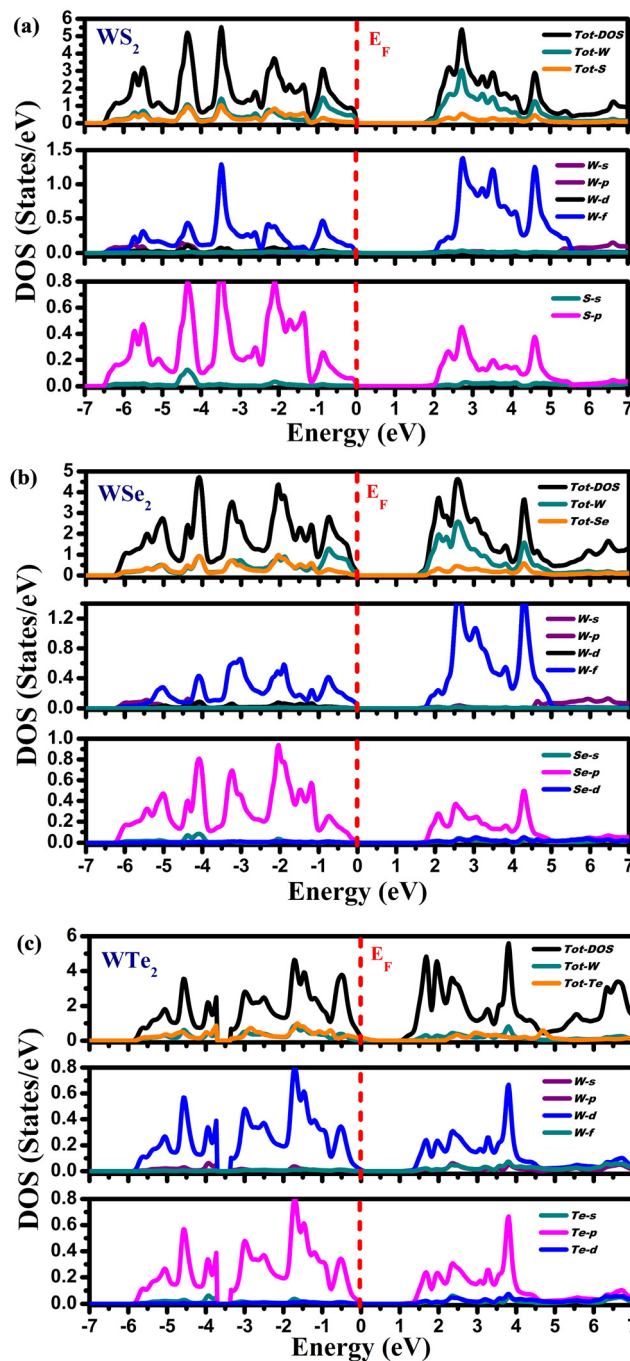 (a)
WS2
EF
Tot-DOS
Tot-W
Tot-S
6
5
4
3
2
1
0
W-s
W-p
W-d
W-f
1.5
1.0
0.5
0.0
S-s
S-p
0.8
0.6
0.4
0.2
0.0
DOS (States/eV)
-7 -6 -5 -4 -3 -2 -1 0 1 2 3 4 5 6 7
Energy (eV)
(b)
WSe2
EF
Tot-DOS
Tot-W
Tot-Se
5
4
3
2
1
0
W-s
W-p
W-d
W-f
1.2
0.8
0.4
0.0
Se-s
Se-p
Se-d
1.0
0.8
0.6
0.4
0.2
0.0
DOS (States/eV)
-7 -6 -5 -4 -3 -2 -1 0 1 2 3 4 5 6 7
Energy (eV)
(c)
WTe2
EF
Tot-DOS
Tot-W
Tot-Te
6
4
2
0
W-s
W-p
W-d
W-f
0.8
0.6
0.4
0.2
0.0
Te-s
Te-p
Te-d
0.8
0.6
0.4
0.2
0.0
DOS (States/eV)
-7 -6 -5 -4 -3 -2 -1 0 1 2 3 4 5 6 7
Energy (eV)